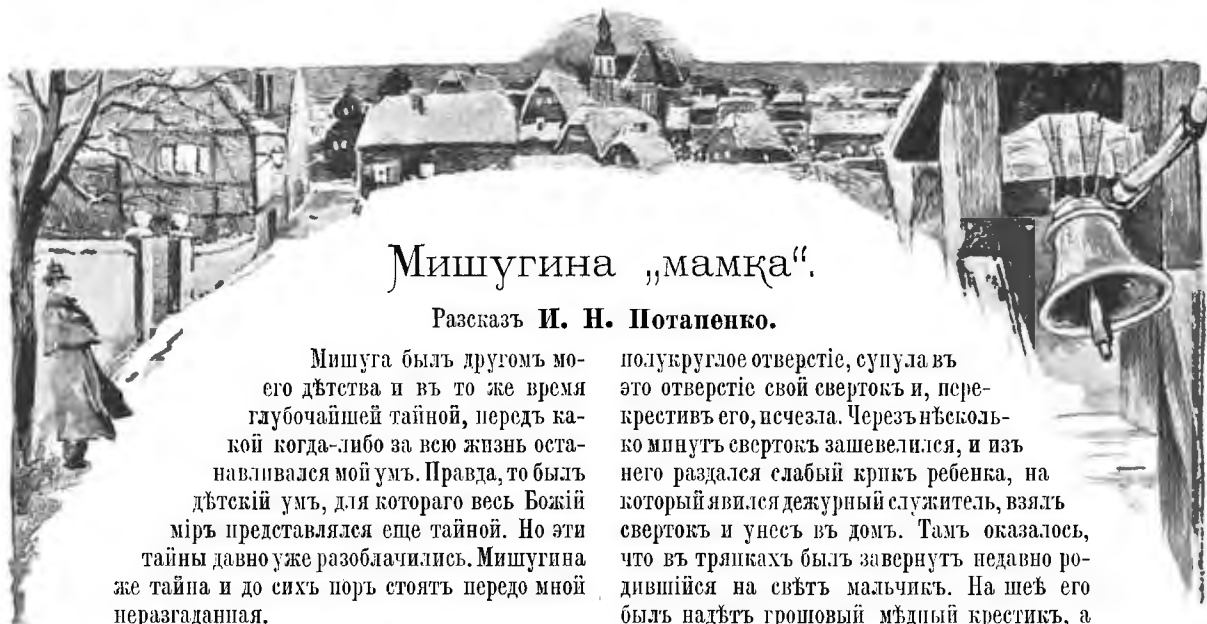 Мишугина „мамка“.
Разсказъ И. Н. Потапенко.
Мишуга былъ другомъ мо-
его дѣтства и въ то же время
глубочайшей тайной, передъ ка-
кой когда-либо за всю жизнь оста-
навливался мой умъ. Правда, то былъ
дѣтскій умъ, для котораго весь Божій
міръ представлялся еще тайной. Но эти
тайны давно уже разоблачились. Мишугина
же тайна и до сихъ поръ стоятъ передо мной
неразгаданная.
полукруглое отверстіе, сунула въ
это отверстіе свой свертокъ и, пере-
крестивъ его, исчезла. Черезъ нѣсколь-
ко минутъ свертокъ зашевелился, и изъ
него раздался слабый крикъ ребенка, на
который явился дежурный служитель, взялъ
свертокъ и унесъ въ домъ. Тамъ оказалось,
что въ тряпкахъ былъ завернутъ недавно ро-
дившійся на свѣтъ мальчикъ. На шеѣ его
былъ надѣтъ грошовый мѣдный крестикъ, а